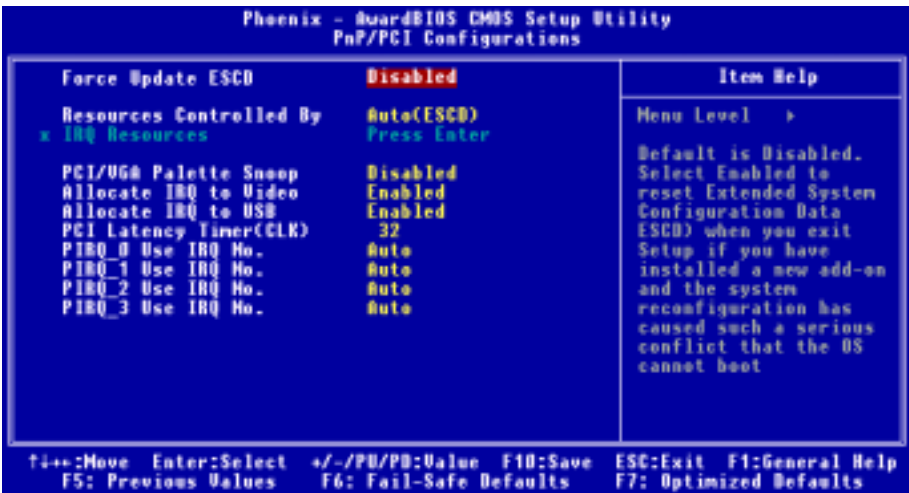 Phoenix - AwardBIOS CMOS Setup Utility
PnP/PCI Configurations
Force Update ESCD Disabled
Resources Controlled By Auto(ESCD)
x IRQ Resources Press Enter
PCI/VGA Palette Snoop Disabled
Allocate IRQ to Video Enabled
Allocate IRQ to USB Enabled
PCI Latency Timer(CLK) 32
PIRQ_0 Use IRQ No. Auto
PIRQ_1 Use IRQ No. Auto
PIRQ_2 Use IRQ No. Auto
PIRQ_3 Use IRQ No. Auto
Item Help
Menu Level ▸
Default is Disabled.
Select Enabled to
reset Extended System
Configuration Data
ESCD) when you exit
Setup if you have
installed a new add-on
and the system
reconfiguration has
caused such a serious
conflict that the OS
cannot boot
↑↓→←:Move Enter:Select +/-/PU/PD:Value F10:Save ESC:Exit F1:General Help
F5: Previous Values F6: Fail-Safe Defaults F7: Optimized Defaults